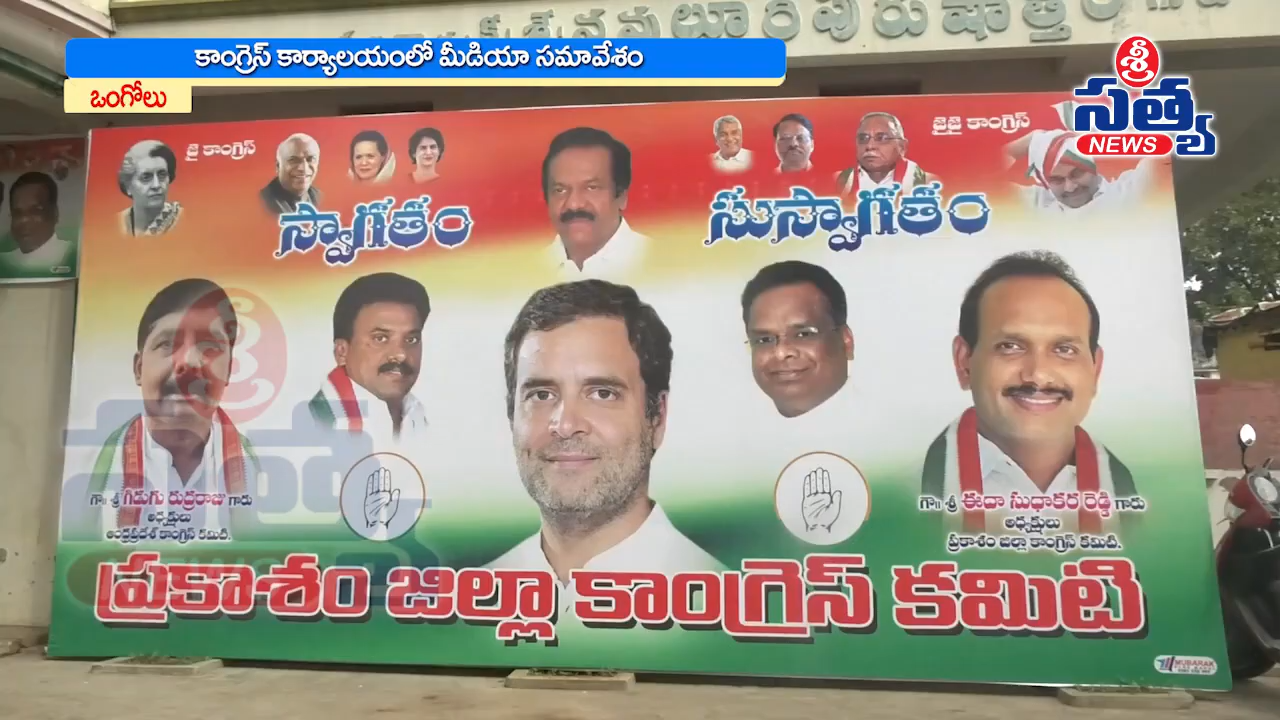 కాంగ్రెస్ కార్యాలయంలో మీడియా సమావేశం
ఒంగోలు
శ్రీ
సత్య
NEWS
జై కాంగ్రెస్
జైజై కాంగ్రెస్
స్వాగతం
సుస్వాగతం
గౌ॥ శ్రీ గిడుగు రుద్రరాజు గారు
అధ్యక్షులు
ఆంధ్రప్రదేశ్ కాంగ్రెస్ కమిటి.
గౌ॥ శ్రీ ఈదా సుధాకర రెడ్డి గారు
అధ్యక్షులు
ప్రకాశం జిల్లా కాంగ్రెస్ కమిటి.
ప్రకాశం జిల్లా కాంగ్రెస్ కమిటి
MUBARAK